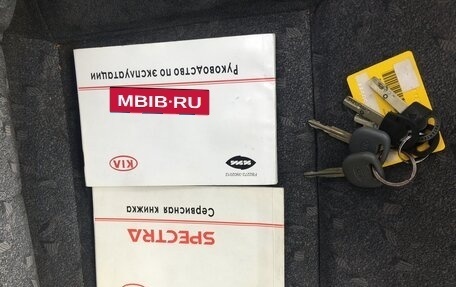 РУКОВОДСТВО ПО ЭКСПЛУАТАЦИИ
MBIB·RU
KIA
SPECTRA
Сервисная книжка